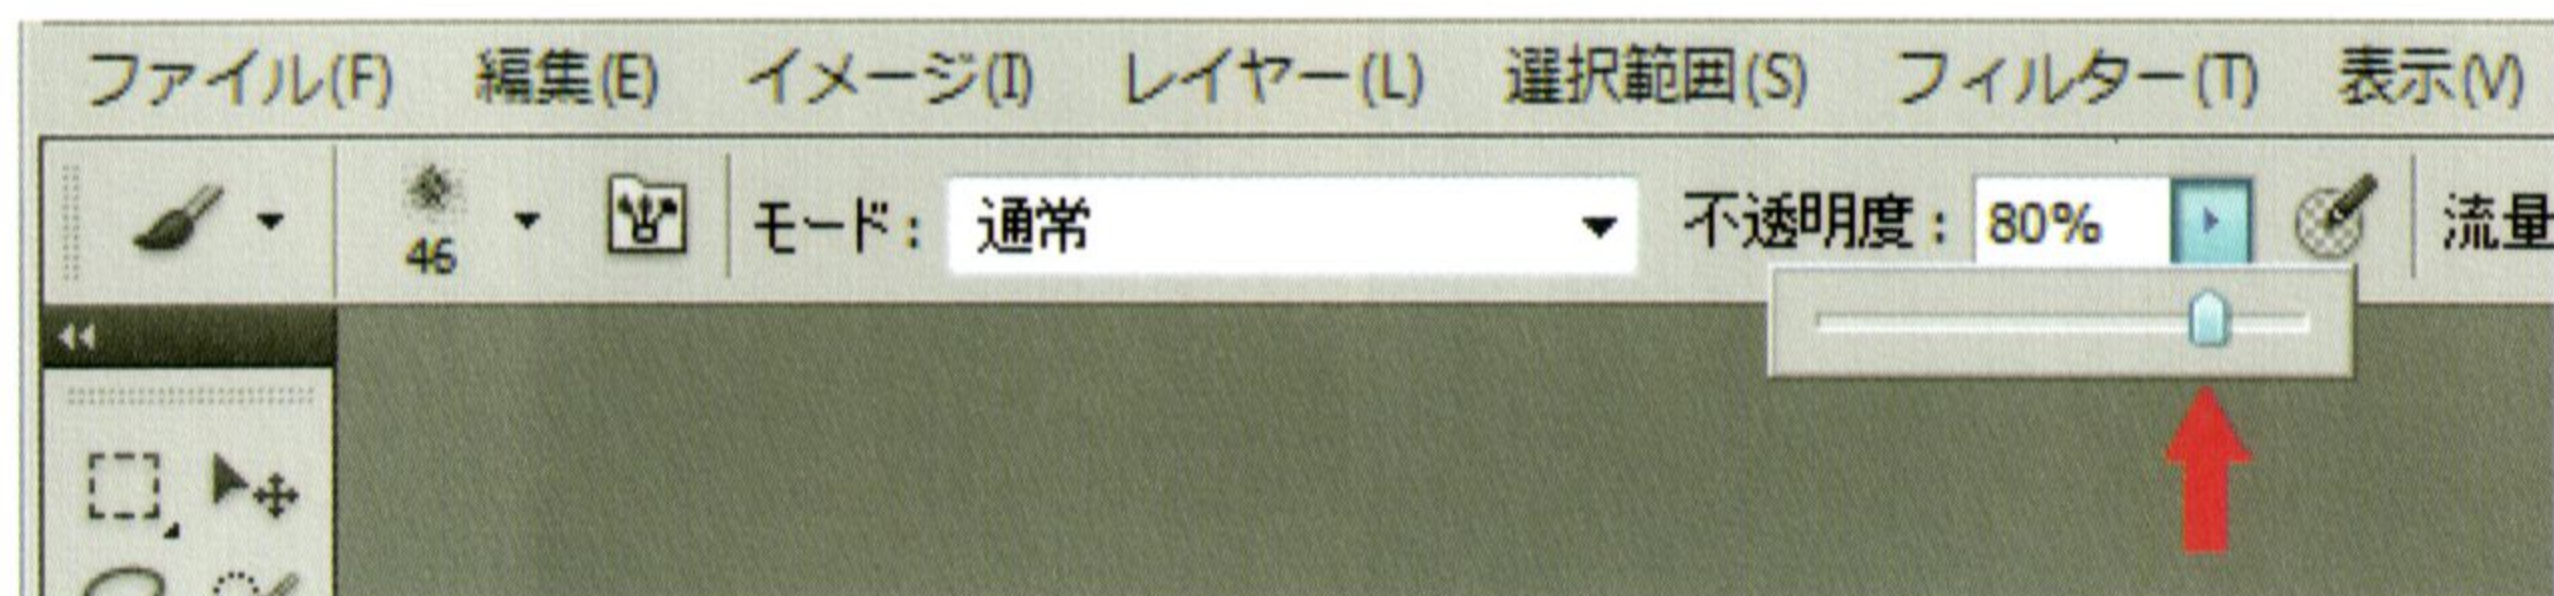 ファイル(F) 編集(E) イメージ(I) レイヤー(L) 選択範囲(S) フィルター(T) 表示(V)
46 モード： 通常 不透明度： 80% 流量